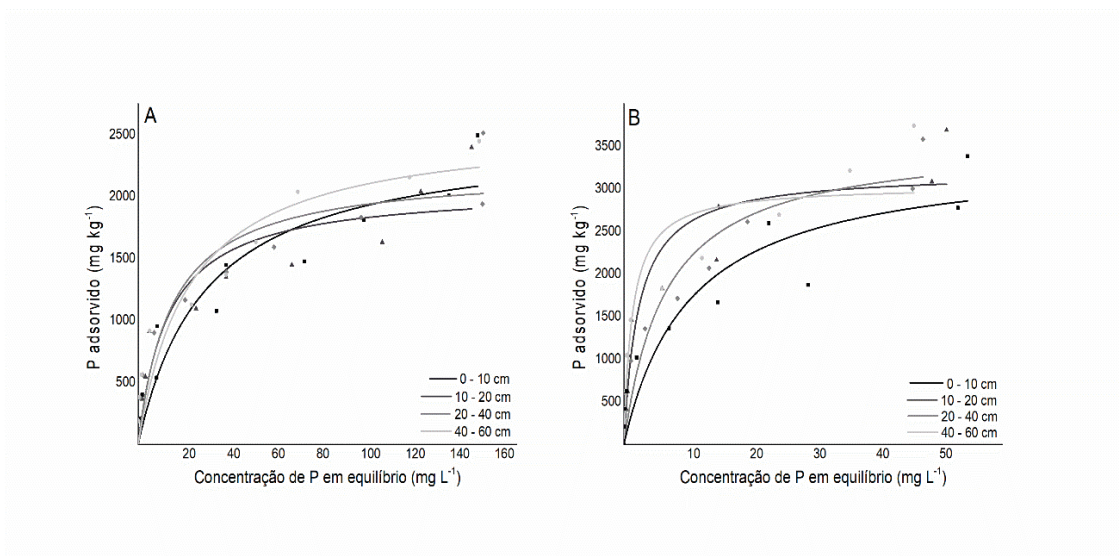 A
P adsorvido (mg kg⁻¹)
2500
2000
1500
1000
500
20 40 60 80 100 120 140 160
Concentração de P em equilíbrio (mg L⁻¹)
0 - 10 cm
10 - 20 cm
20 - 40 cm
40 - 60 cm
B
P adsorvido (mg kg⁻¹)
3500
3000
2500
2000
1500
1000
500
10 20 30 40 50
Concentração de P em equilíbrio (mg L⁻¹)
0 - 10 cm
10 - 20 cm
20 - 40 cm
40 - 60 cm